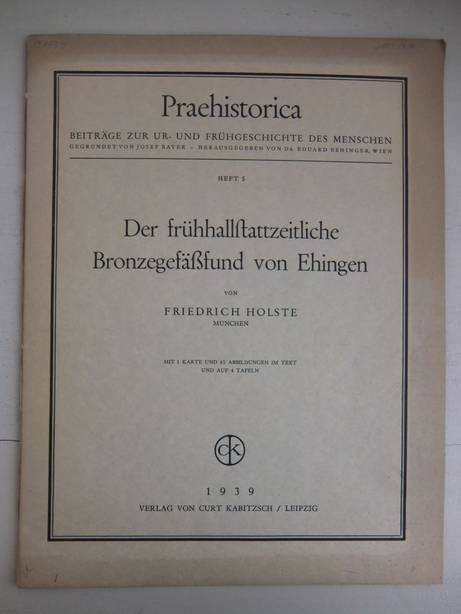 Praehistorica
BEITRÄGE ZUR UR- UND FRÜHGESCHICHTE DES MENSCHEN
GEGRÜNDET VON JOSEF BAYER • HERAUSGEGEBEN VON Dr. EDUARD BENINGER, WIEN
HEFT 5
Der frühhallſtattzeitliche
Bronzegefäßfund von Ehingen
VON
FRIEDRICH HOLSTE
MÜNCHEN
MIT 1 KARTE UND 45 ABBILDUNGEN IM TEXT
UND AUF 4 TAFELN
CK
1939
VERLAG VON CURT KABITZSCH / LEIPZIG